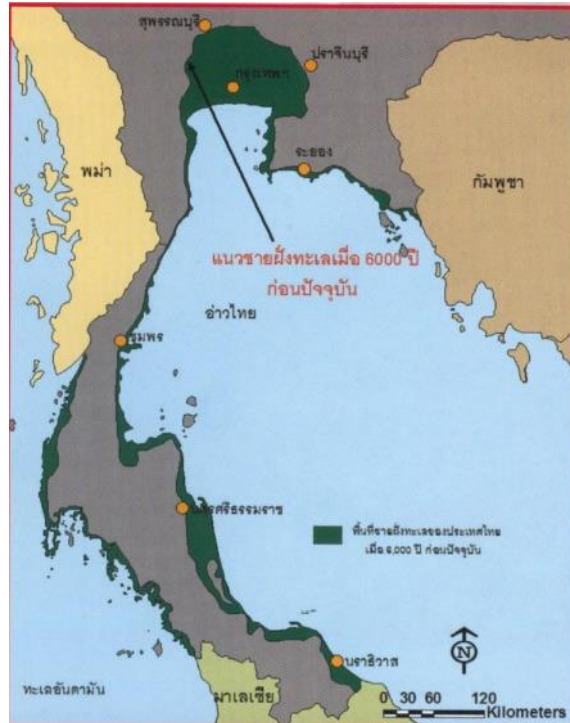 สุพรรณบุรี
ปราจีนบุรี
กรุงเทพฯ
ระยอง
พม่า
กัมพูชา
แนวชายฝั่งทะเลเมื่อ 6000 ปี
ก่อนปัจจุบัน
อ่าวไทย
ชุมพร
นครศรีธรรมราช
พื้นที่ชายฝั่งทะเลของประเทศไทย
เมื่อ 6,000 ปี ก่อนปัจจุบัน
นราธิวาส
N
ทะเลอันดามัน
มาเลเซีย
0 30 60 120
Kilometers